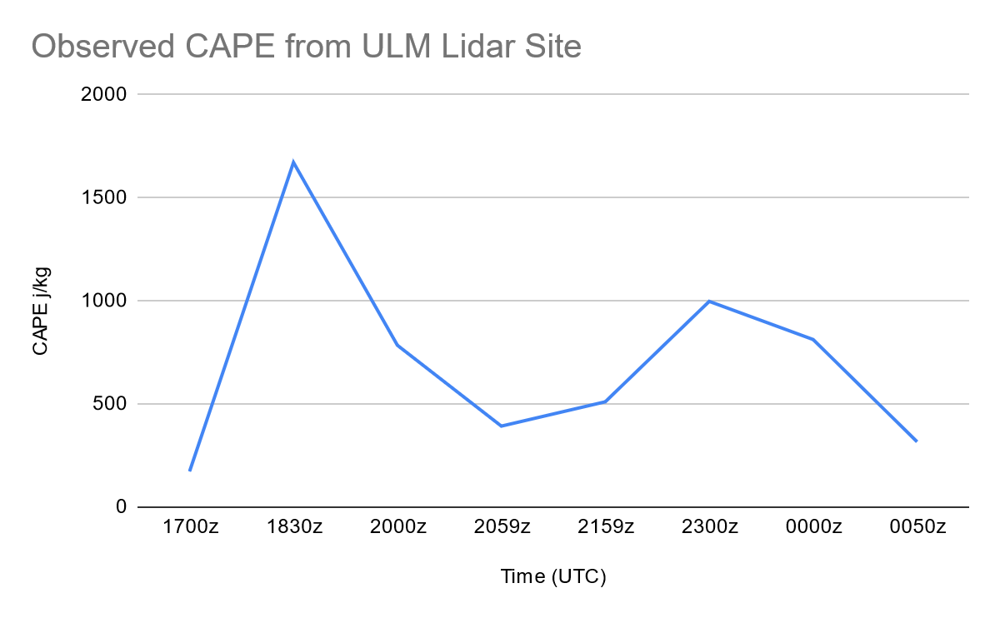 Observed CAPE from ULM Lidar Site
2000
1500
1000
500
0
CAPE j/kg
1700z 1830z 2000z 2059z 2159z 2300z 0000z 0050z
Time (UTC)